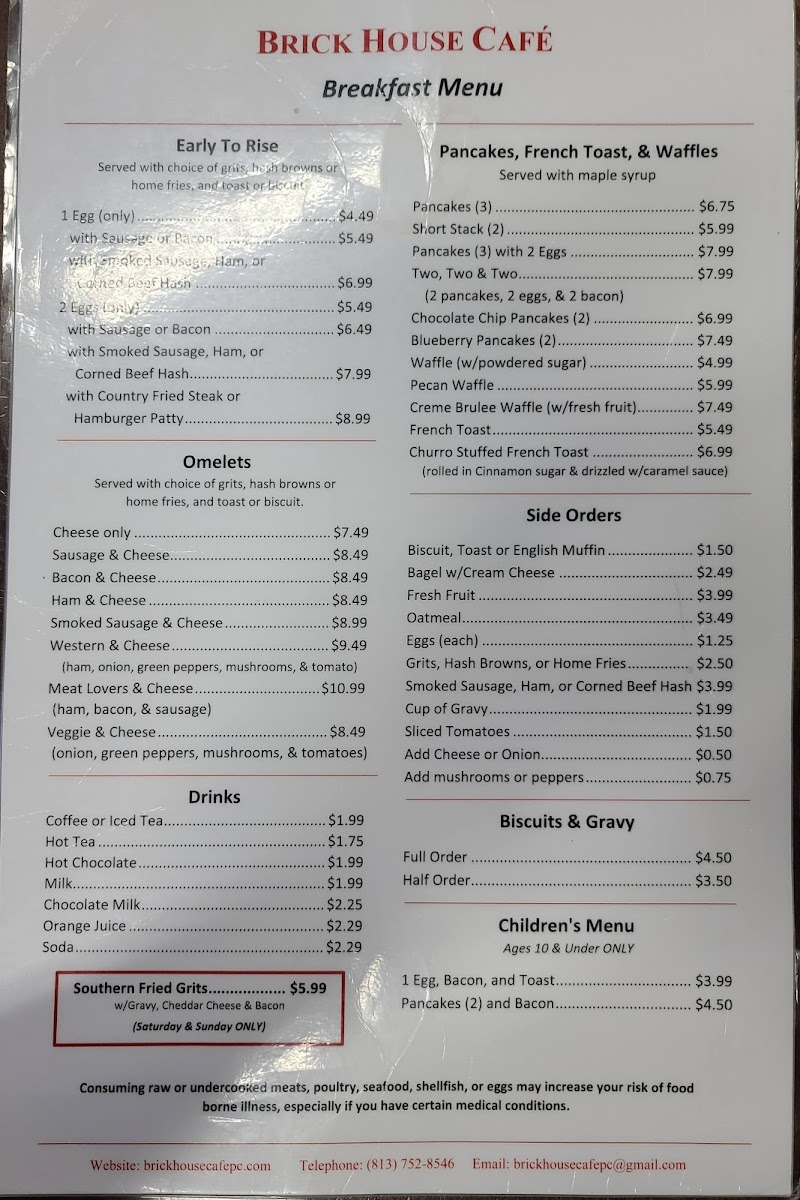 BRICK HOUSE CAFÉ
Breakfast Menu
Early To Rise
Served with choice of grits, hash browns or
home fries, and toast or biscuit
1 Egg (only) $4.49
with Sausage or Bacon $5.49
with Smoked Sausage, Ham, or
Corned Beef Hash $6.99
2 Eggs (only) $5.49
with Sausage or Bacon $6.49
with Smoked Sausage, Ham, or
Corned Beef Hash $7.99
with Country Fried Steak or
Hamburger Patty $8.99
Omelets
Served with choice of grits, hash browns or
home fries, and toast or biscuit.
Cheese only $7.49
Sausage & Cheese $8.49
Bacon & Cheese $8.49
Ham & Cheese $8.49
Smoked Sausage & Cheese $8.99
Western & Cheese $9.49
(ham, onion, green peppers, mushrooms, & tomato)
Meat Lovers & Cheese $10.99
(ham, bacon, & sausage)
Veggie & Cheese $8.49
(onion, green peppers, mushrooms, & tomatoes)
Drinks
Coffee or Iced Tea $1.99
Hot Tea $1.75
Hot Chocolate $1.99
Milk $1.99
Chocolate Milk $2.25
Orange Juice $2.29
Soda $2.29
Southern Fried Grits $5.99
w/Gravy, Cheddar Cheese & Bacon
(Saturday & Sunday ONLY)
Pancakes, French Toast, & Waffles
Served with maple syrup
Pancakes (3) $6.75
Short Stack (2) $5.99
Pancakes (3) with 2 Eggs $7.99
Two, Two & Two $7.99
(2 pancakes, 2 eggs, & 2 bacon)
Chocolate Chip Pancakes (2) $6.99
Blueberry Pancakes (2) $7.49
Waffle (w/powdered sugar) $4.99
Pecan Waffle $5.99
Creme Brulee Waffle (w/fresh fruit) $7.49
French Toast $5.49
Churro Stuffed French Toast $6.99
(rolled in Cinnamon sugar & drizzled w/caramel sauce)
Side Orders
Biscuit, Toast or English Muffin $1.50
Bagel w/Cream Cheese $2.49
Fresh Fruit $3.99
Oatmeal $3.49
Eggs (each) $1.25
Grits, Hash Browns, or Home Fries $2.50
Smoked Sausage, Ham, or Corned Beef Hash $3.99
Cup of Gravy $1.99
Sliced Tomatoes $1.50
Add Cheese or Onion $0.50
Add mushrooms or peppers $0.75
Biscuits & Gravy
Full Order $4.50
Half Order $3.50
Children's Menu
Ages 10 & Under ONLY
1 Egg, Bacon, and Toast $3.99
Pancakes (2) and Bacon $4.50
Consuming raw or undercooked meats, poultry, seafood, shellfish, or eggs may increase your risk of food
borne illness, especially if you have certain medical conditions.
Website: brickhousecafepc.com Telephone: (813) 752-8546 Email: brickhousecafepc@gmail.com